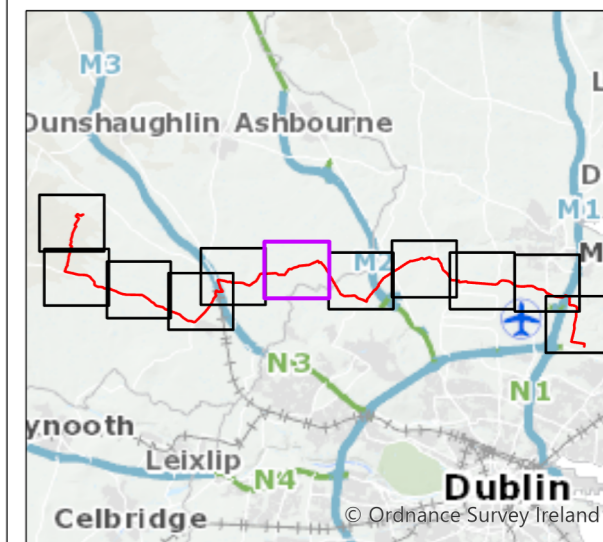 M3
Dunshaughlin Ashbourne
M1
M2
N3
N1
ynooth
Leixlip
N4
Dublin
Celbridge
© Ordnance Survey Ireland